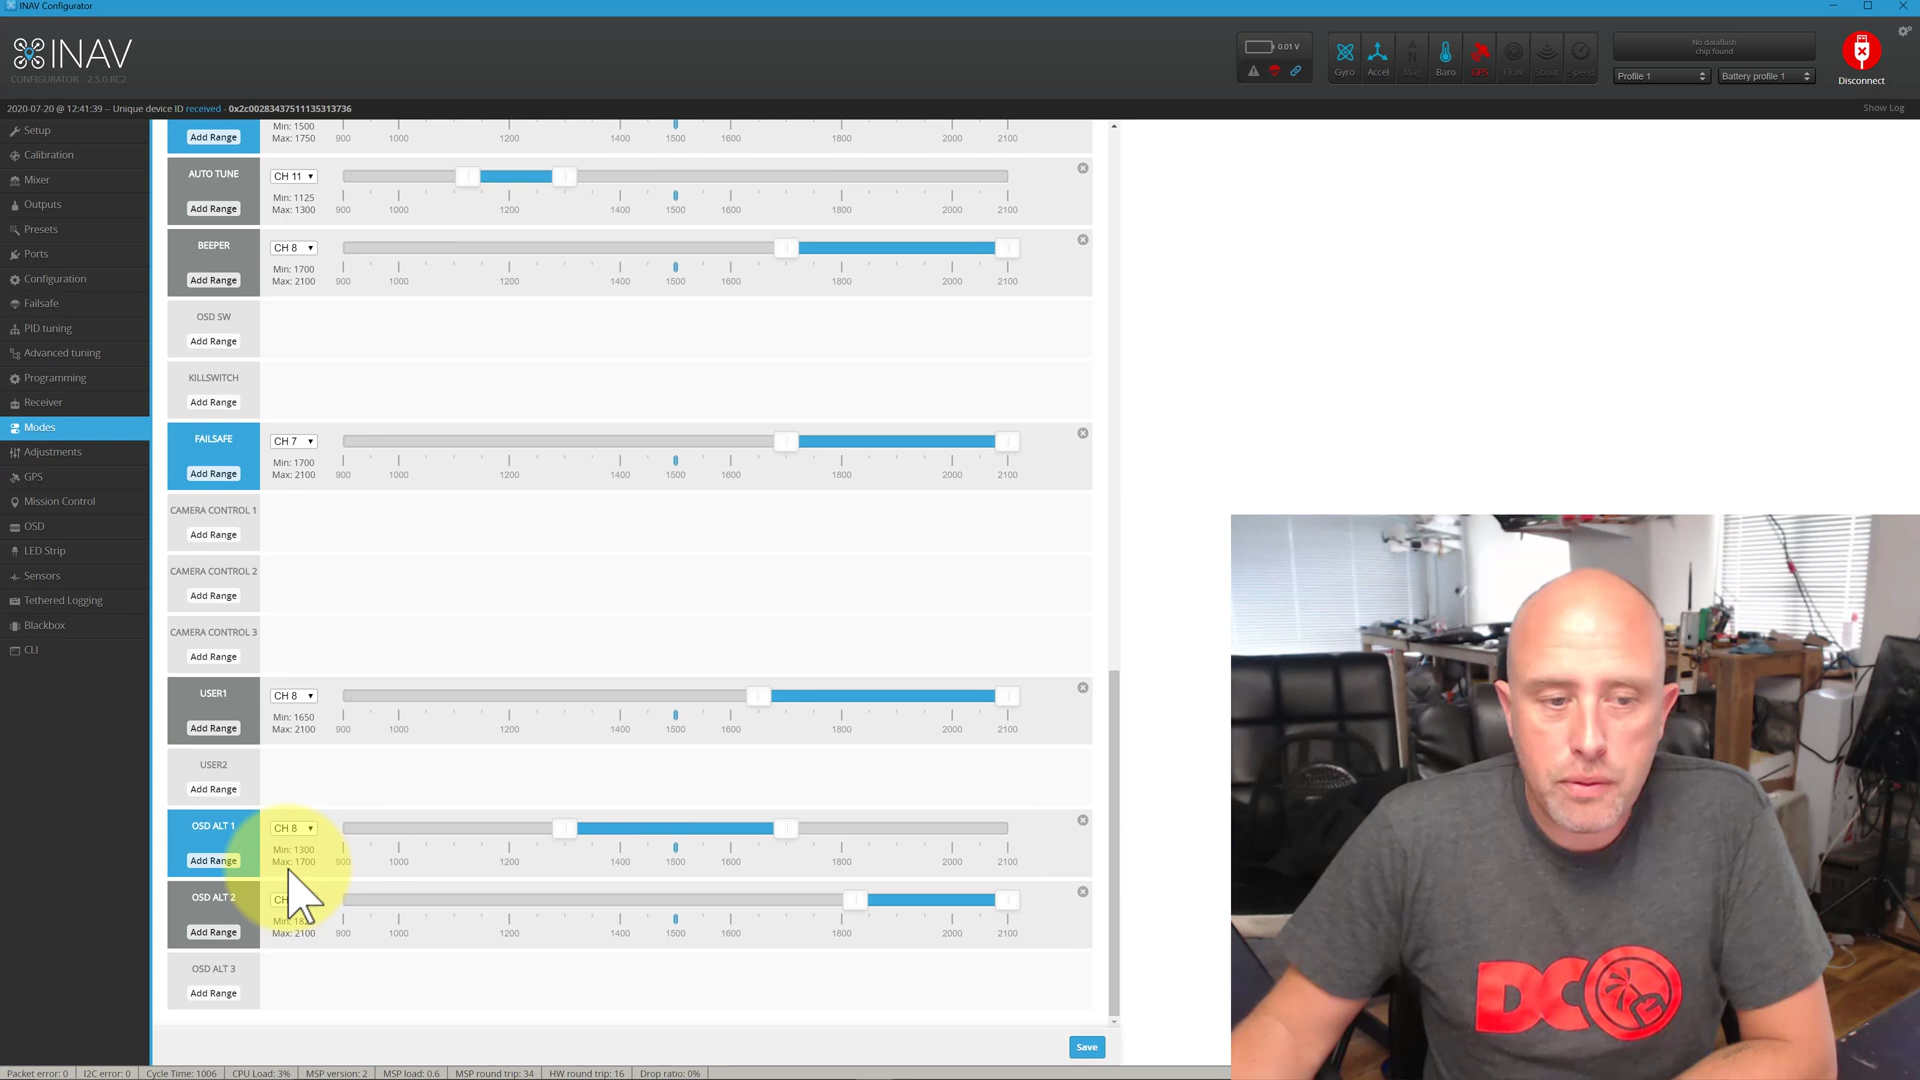 INAV Configurator
INAV
CONFIGURATOR 2.5.0 RC2
0.01 V
Gyro Accel Mag Baro GPS Flow Sonar Speed
No dataflash
chip found
Profile 1
Battery profile 1
Disconnect
2020-07-20 @ 12:41:39 -- Unique device ID received - 0x2c00283437511135313736
Show Log
Setup
Calibration
Mixer
Outputs
Presets
Ports
Configuration
Failsafe
PID tuning
Advanced tuning
Programming
Receiver
Modes
Adjustments
GPS
Mission Control
OSD
LED Strip
Sensors
Tethered Logging
Blackbox
CLI
Add Range
Min: 1500
Max: 1750
900 1000 1200 1400 1500 1600 1800 2000 2100
AUTO TUNE
Add Range
CH 11
Min: 1125
Max: 1300
900 1000 1200 1400 1500 1600 1800 2000 2100
BEEPER
Add Range
CH 8
Min: 1700
Max: 2100
900 1000 1200 1400 1500 1600 1800 2000 2100
OSD SW
Add Range
KILLSWITCH
Add Range
FAILSAFE
Add Range
CH 7
Min: 1700
Max: 2100
900 1000 1200 1400 1500 1600 1800 2000 2100
CAMERA CONTROL 1
Add Range
CAMERA CONTROL 2
Add Range
CAMERA CONTROL 3
Add Range
USER1
Add Range
CH 8
Min: 1650
Max: 2100
900 1000 1200 1400 1500 1600 1800 2000 2100
USER2
Add Range
OSD ALT 1
Add Range
CH 8
Min: 1300
Max: 1700
900 1000 1200 1400 1500 1600 1800 2000 2100
OSD ALT 2
Add Range
Max: 2100
900 1000 1200 1400 1500 1600 1800 2000 2100
OSD ALT 3
Add Range
Save
DC
Packet error: 0
I2C error: 0
Cycle Time: 1006
CPU Load: 3%
MSP version: 2
MSP load: 0.6
MSP round trip: 34
HW round trip: 16
Drop ratio: 0%